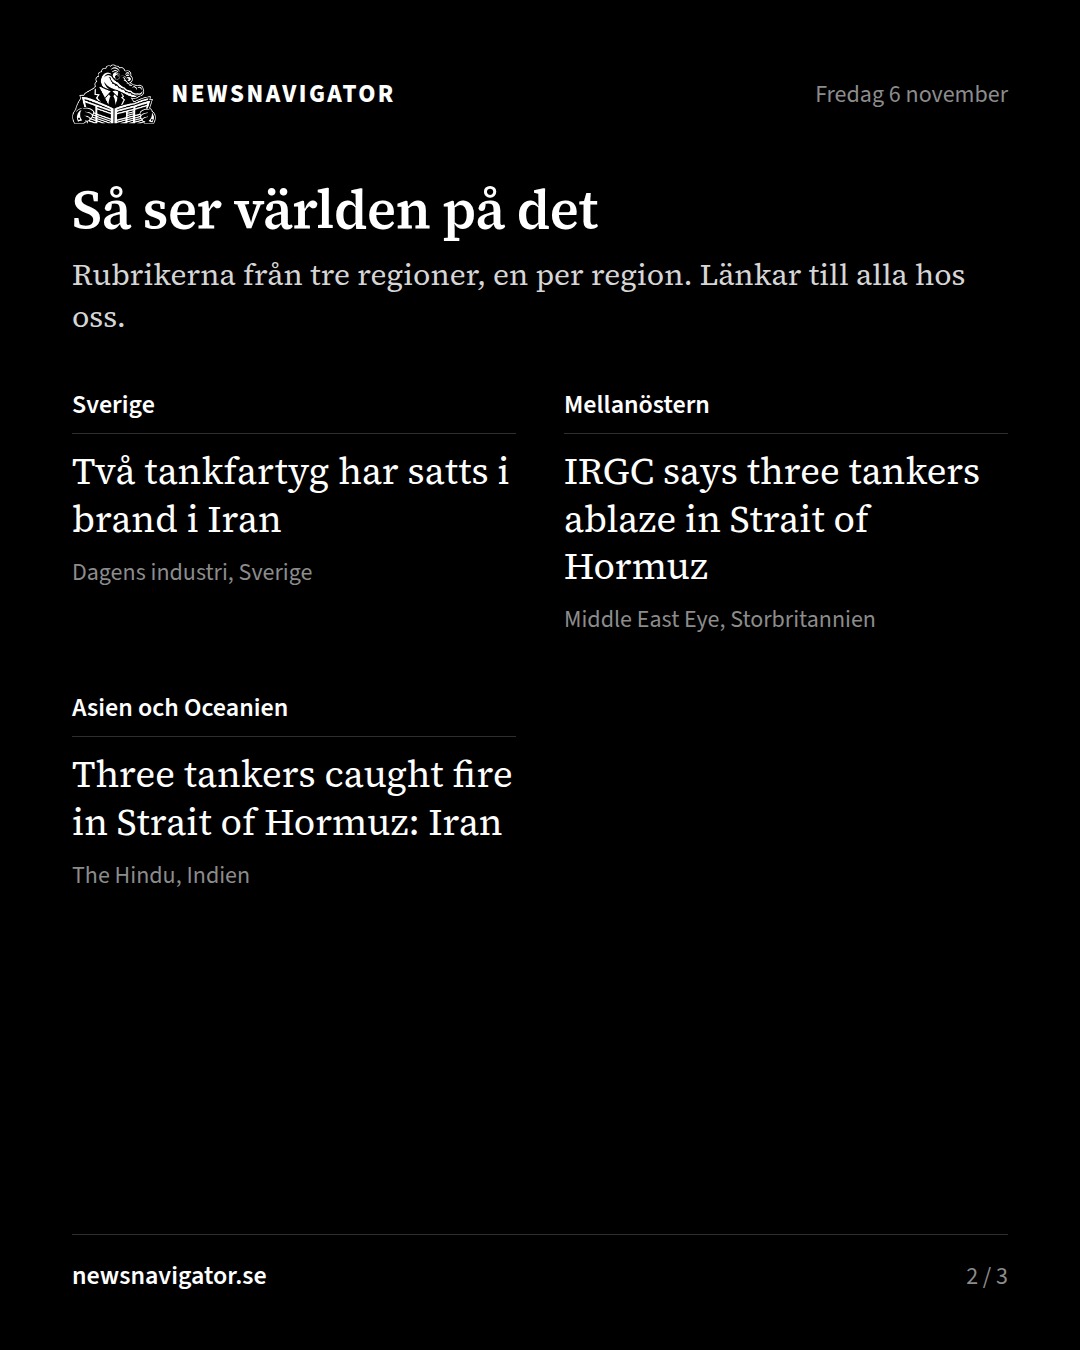 NEWSNAVIGATOR
Fredag 6 november
Så ser världen på det
Rubrikerna från tre regioner, en per region. Länkar till alla hos
oss.
Sverige
Två tankfartyg har satts i
brand i Iran
Dagens industri, Sverige
Mellanöstern
IRGC says three tankers
ablaze in Strait of
Hormuz
Middle East Eye, Storbritannien
Asien och Oceanien
Three tankers caught fire
in Strait of Hormuz: Iran
The Hindu, Indien
newsnavigator.se
2 / 3